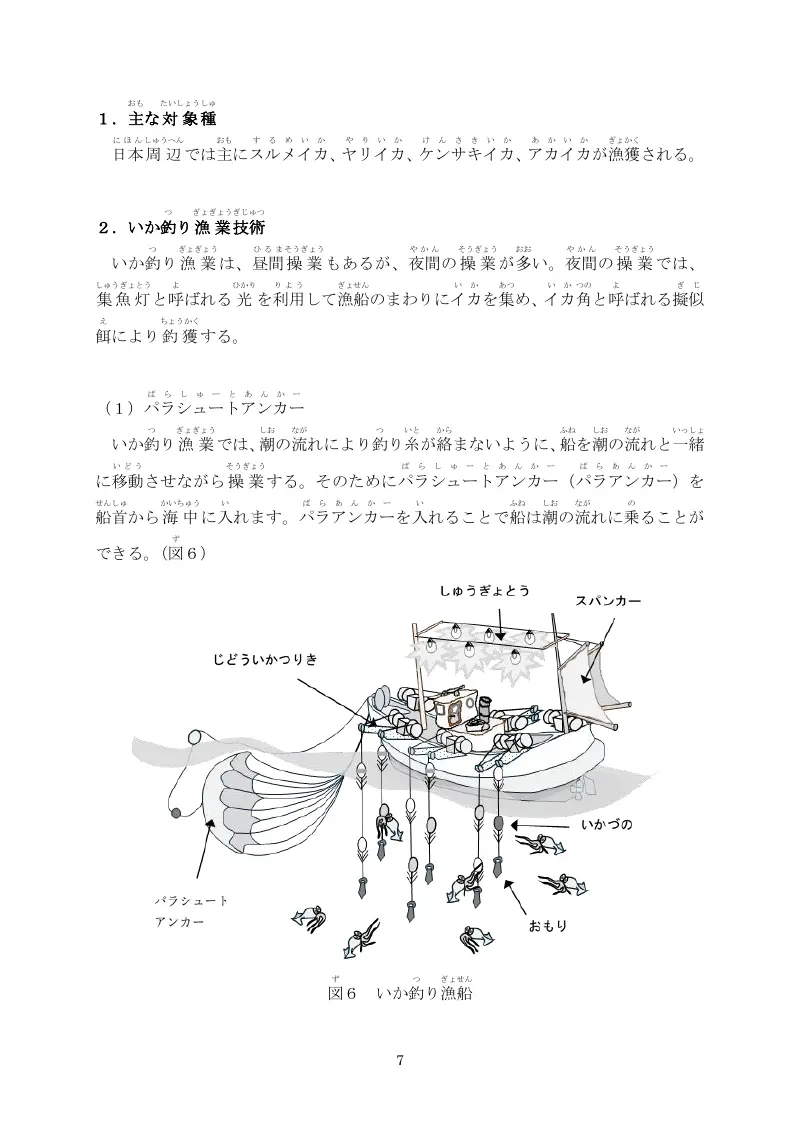 １．主な対象種
日本周辺では主にスルメイカ、ヤリイカ、ケンサキイカ、アカイカが漁獲される。
２．いか釣り漁業技術
いか釣り漁業は、昼間操業もあるが、夜間の操業が多い。夜間の操業では、
集魚灯と呼ばれる光を利用して漁船のまわりにイカを集め、イカ角と呼ばれる擬似
餌により釣獲する。
（１）パラシュートアンカー
いか釣り漁業では、潮の流れにより釣り糸が絡まないように、船を潮の流れと一緒
に移動させながら操業する。そのためにパラシュートアンカー（パラアンカー）を
船首から海中に入れます。パラアンカーを入れることで船は潮の流れに乗ることが
できる。（図６）
しゅうぎょとう
スパンカー
じどういかつりき
いかづの
パラシュート
アンカー
おもり
図６　いか釣り漁船
7